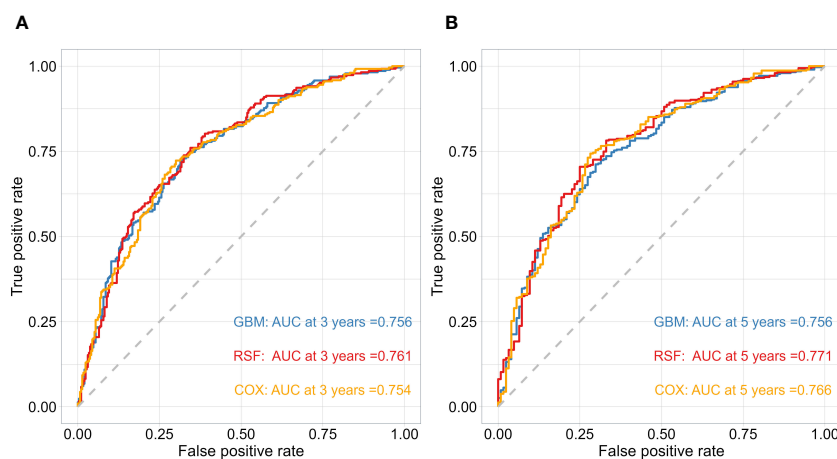 A
True positive rate
1.00
0.75
0.50
0.25
0.00
GBM: AUC at 3 years =0.756
RSF: AUC at 3 years =0.761
COX: AUC at 3 years =0.754
0.00 0.25 0.50 0.75 1.00
False positive rate
B
True positive rate
1.00
0.75
0.50
0.25
0.00
GBM: AUC at 5 years =0.756
RSF: AUC at 5 years =0.771
COX: AUC at 5 years =0.766
0.00 0.25 0.50 0.75 1.00
False positive rate